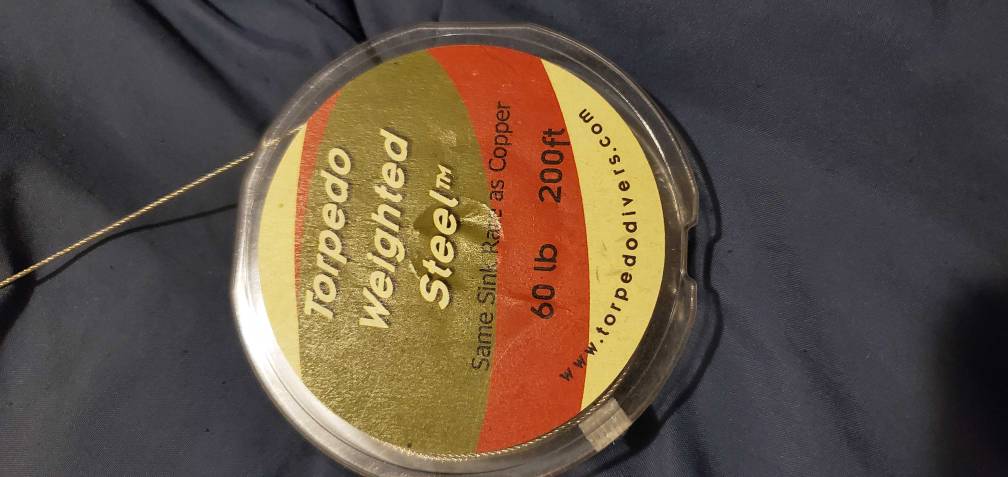 Torpedo
Weighted
Steel™
Same Sink Rate as Copper
60 lb 200ft
www.torpedodivers.com